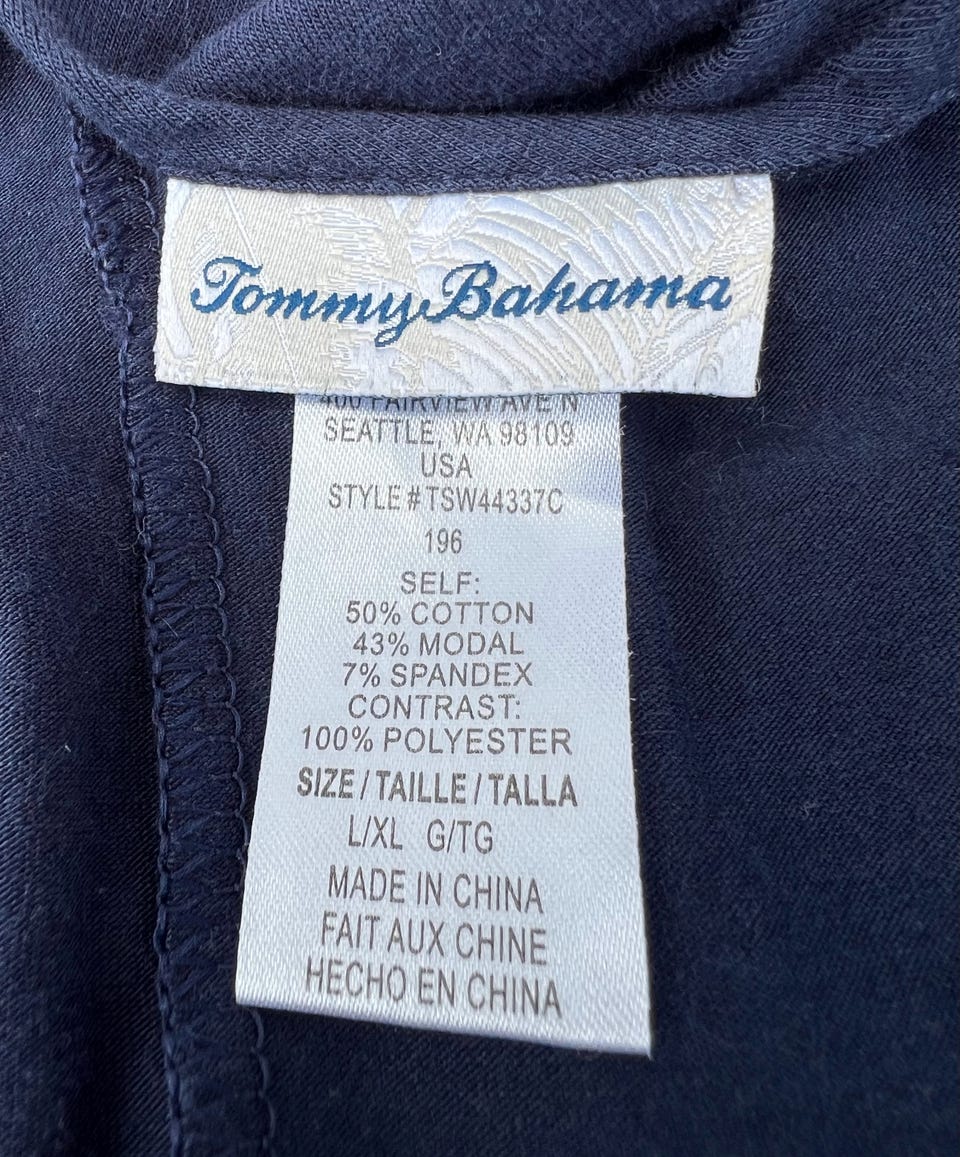 Tommy Bahama
400 FAIRVIEW AVE N
SEATTLE, WA 98109
USA
STYLE # TSW44337C
196
SELF:
50% COTTON
43% MODAL
7% SPANDEX
CONTRAST:
100% POLYESTER
SIZE / TAILLE / TALLA
L/XL G/TG
MADE IN CHINA
FAIT AUX CHINE
HECHO EN CHINA